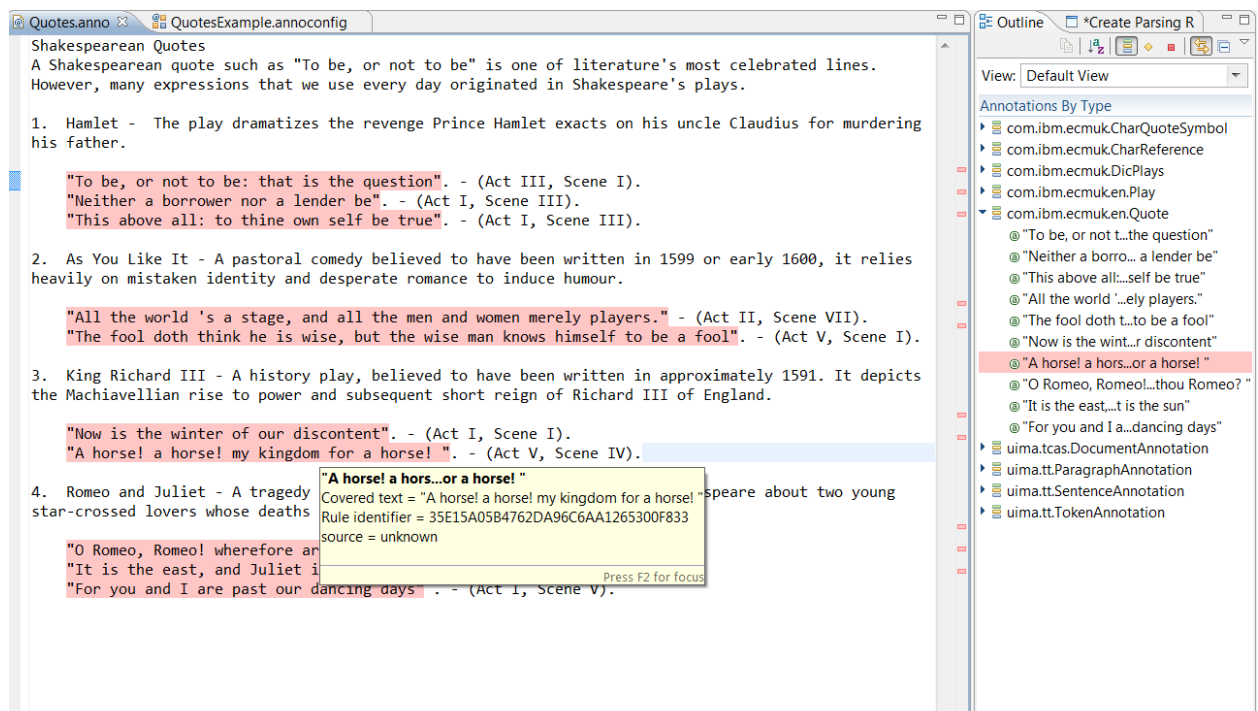 Quotes.anno
QuotesExample.annoconfig
Shakespearean Quotes
A Shakespearean quote such as "To be, or not to be" is one of literature's most celebrated lines.
However, many expressions that we use every day originated in Shakespeare's plays.
1. Hamlet - The play dramatizes the revenge Prince Hamlet exacts on his uncle Claudius for murdering
his father.
"To be, or not to be: that is the question". - (Act III, Scene I).
"Neither a borrower nor a lender be". - (Act I, Scene III).
"This above all: to thine own self be true". - (Act I, Scene III).
2. As You Like It - A pastoral comedy believed to have been written in 1599 or early 1600, it relies
heavily on mistaken identity and desperate romance to induce humour.
"All the world 's a stage, and all the men and women merely players." - (Act II, Scene VII).
"The fool doth think he is wise, but the wise man knows himself to be a fool". - (Act V, Scene I).
3. King Richard III - A history play, believed to have been written in approximately 1591. It depicts
the Machiavellian rise to power and subsequent short reign of Richard III of England.
"Now is the winter of our discontent". - (Act I, Scene I).
"A horse! a horse! my kingdom for a horse! ". - (Act V, Scene IV).
4. Romeo and Juliet - A tragedy speare about two young
star-crossed lovers whose deaths
"O Romeo, Romeo! wherefore ar
"It is the east, and Juliet i
"For you and I are past our dancing days" . - (Act I, Scene V).
"A horse! a hors...or a horse! "
Covered text = "A horse! a horse! my kingdom for a horse! "
Rule identifier = 35E15A05B4762DA96C6AA1265300F833
source = unknown
Press F2 for focus
Outline
*Create Parsing R
View: Default View
Annotations By Type
com.ibm.ecmuk.CharQuoteSymbol
com.ibm.ecmuk.CharReference
com.ibm.ecmuk.DicPlays
com.ibm.ecmuk.en.Play
com.ibm.ecmuk.en.Quote
"To be, or not t...the question"
"Neither a borro... a lender be"
"This above all:...self be true"
"All the world '...ely players."
"The fool doth t...to be a fool"
"Now is the wint...r discontent"
"A horse! a hors...or a horse! "
"O Romeo, Romeo!...thou Romeo? "
"It is the east,...t is the sun"
"For you and I a...dancing days"
uima.tcas.DocumentAnnotation
uima.tt.ParagraphAnnotation
uima.tt.SentenceAnnotation
uima.tt.TokenAnnotation